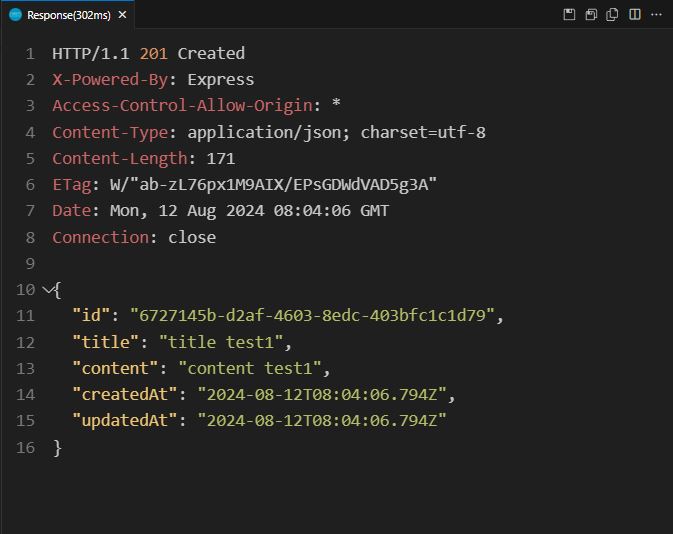 Response(302ms)
1 HTTP/1.1 201 Created
2 X-Powered-By: Express
3 Access-Control-Allow-Origin: *
4 Content-Type: application/json; charset=utf-8
5 Content-Length: 171
6 ETag: W/"ab-zL76px1M9AIX/EPsGDWdVAD5g3A"
7 Date: Mon, 12 Aug 2024 08:04:06 GMT
8 Connection: close
9
10 {
11   "id": "6727145b-d2af-4603-8edc-403bfc1c1d79",
12   "title": "title test1",
13   "content": "content test1",
14   "createdAt": "2024-08-12T08:04:06.794Z",
15   "updatedAt": "2024-08-12T08:04:06.794Z"
16 }